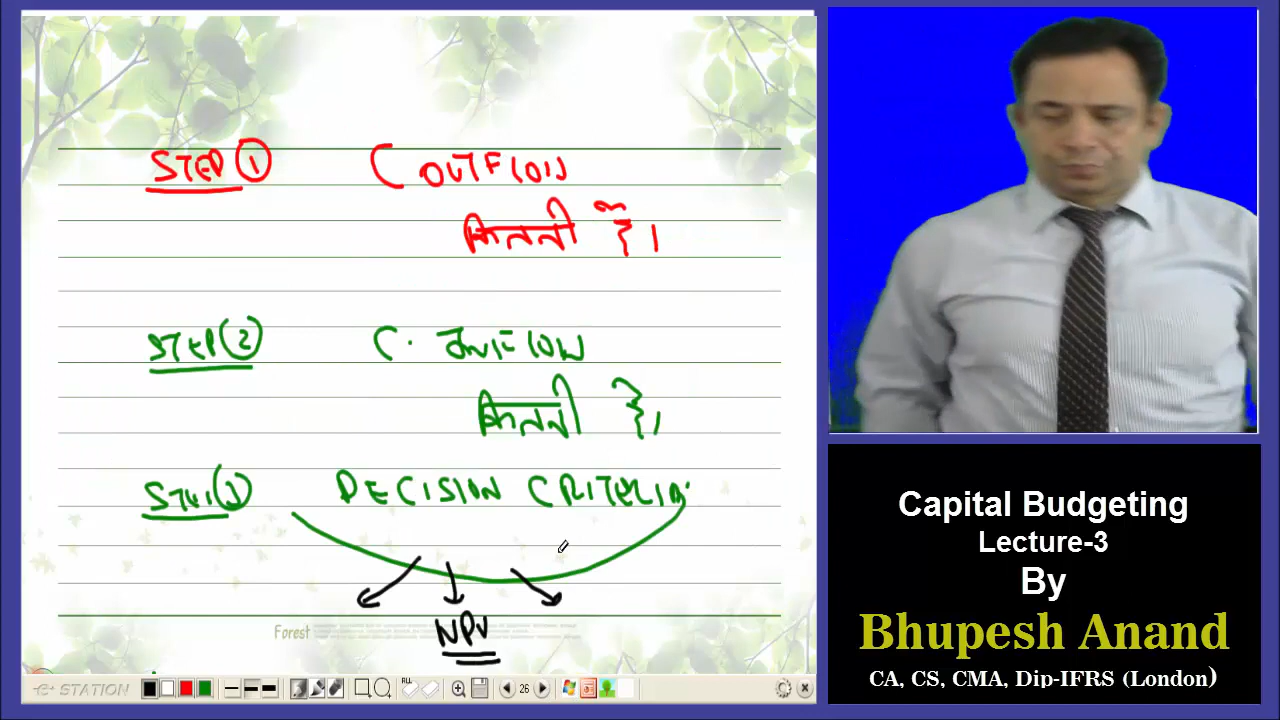 STEP 1 C OUTFLOW
कितनी है।
STEP 2 C. INFLOW
कितनी है।
STEP 3 DECISION CRITERIA
NPV
Forest
e-STATION
26
Capital Budgeting
Lecture-3
By
Bhupesh Anand
CA, CS, CMA, Dip-IFRS (London)